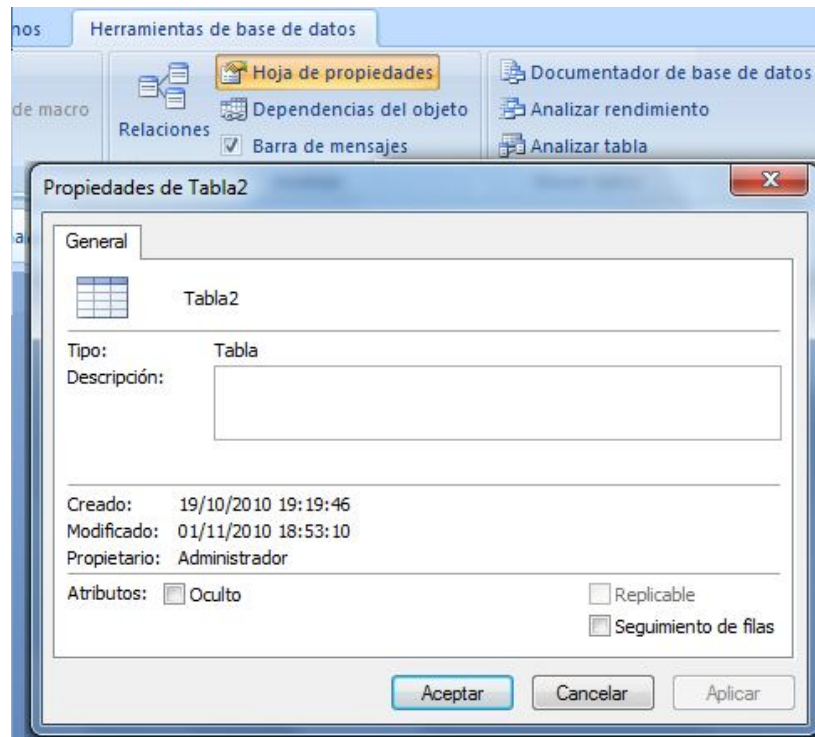 nos Herramientas de base de datos
Hoja de propiedades Documentador de base de datos
de macro Dependencias del objeto Analizar rendimiento
Relaciones Barra de mensajes Analizar tabla
Propiedades de Tabla2
General
Tabla2
Tipo: Tabla
Descripción:
Creado: 19/10/2010 19:19:46
Modificado: 01/11/2010 18:53:10
Propietario: Administrador
Atributos: Oculto Replicable
Seguimiento de filas
Aceptar Cancelar Aplicar